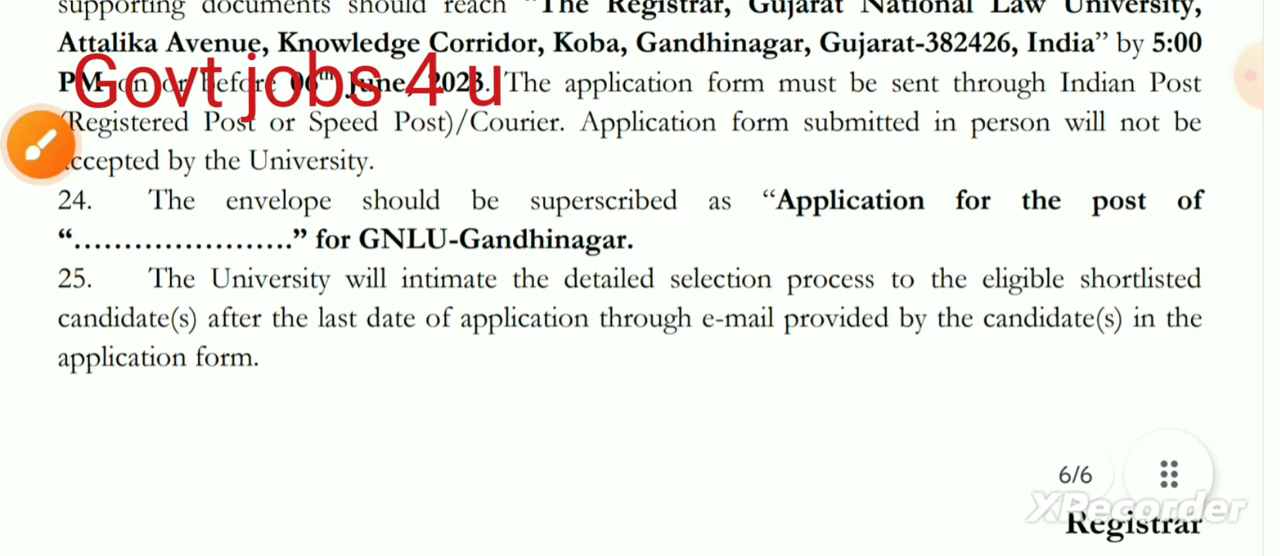 supporting documents should reach "The Registrar, Gujarat National Law University,
Attalika Avenue, Knowledge Corridor, Koba, Gandhinagar, Gujarat-382426, India" by 5:00
PM on or before 06th June, 2023. The application form must be sent through Indian Post
Govt jobs 4 u
(Registered Post or Speed Post)/Courier. Application form submitted in person will not be
accepted by the University.
24. The envelope should be superscribed as "Application for the post of
"......................" for GNLU-Gandhinagar.
25. The University will intimate the detailed selection process to the eligible shortlisted
candidate(s) after the last date of application through e-mail provided by the candidate(s) in the
application form.
6/6
XRecorder
Registrar